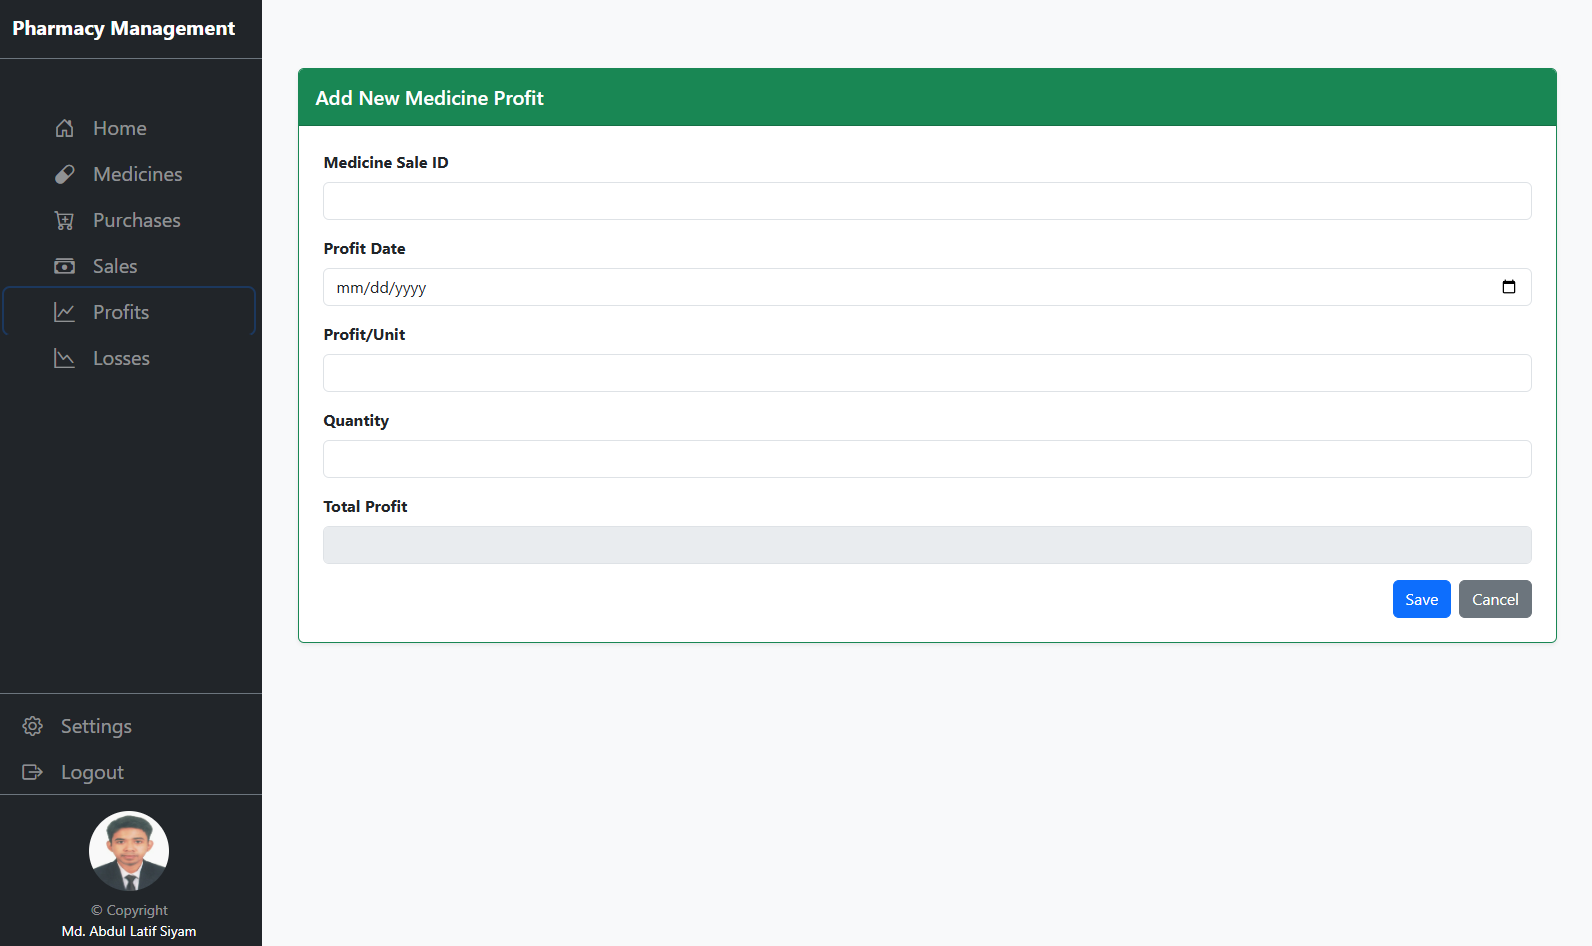 Pharmacy Management
Home
Medicines
Purchases
Sales
Profits
Losses
Settings
Logout
© Copyright
Md. Abdul Latif Siyam
Add New Medicine Profit
Medicine Sale ID
Profit Date
mm/dd/yyyy
Profit/Unit
Quantity
Total Profit
Save Cancel